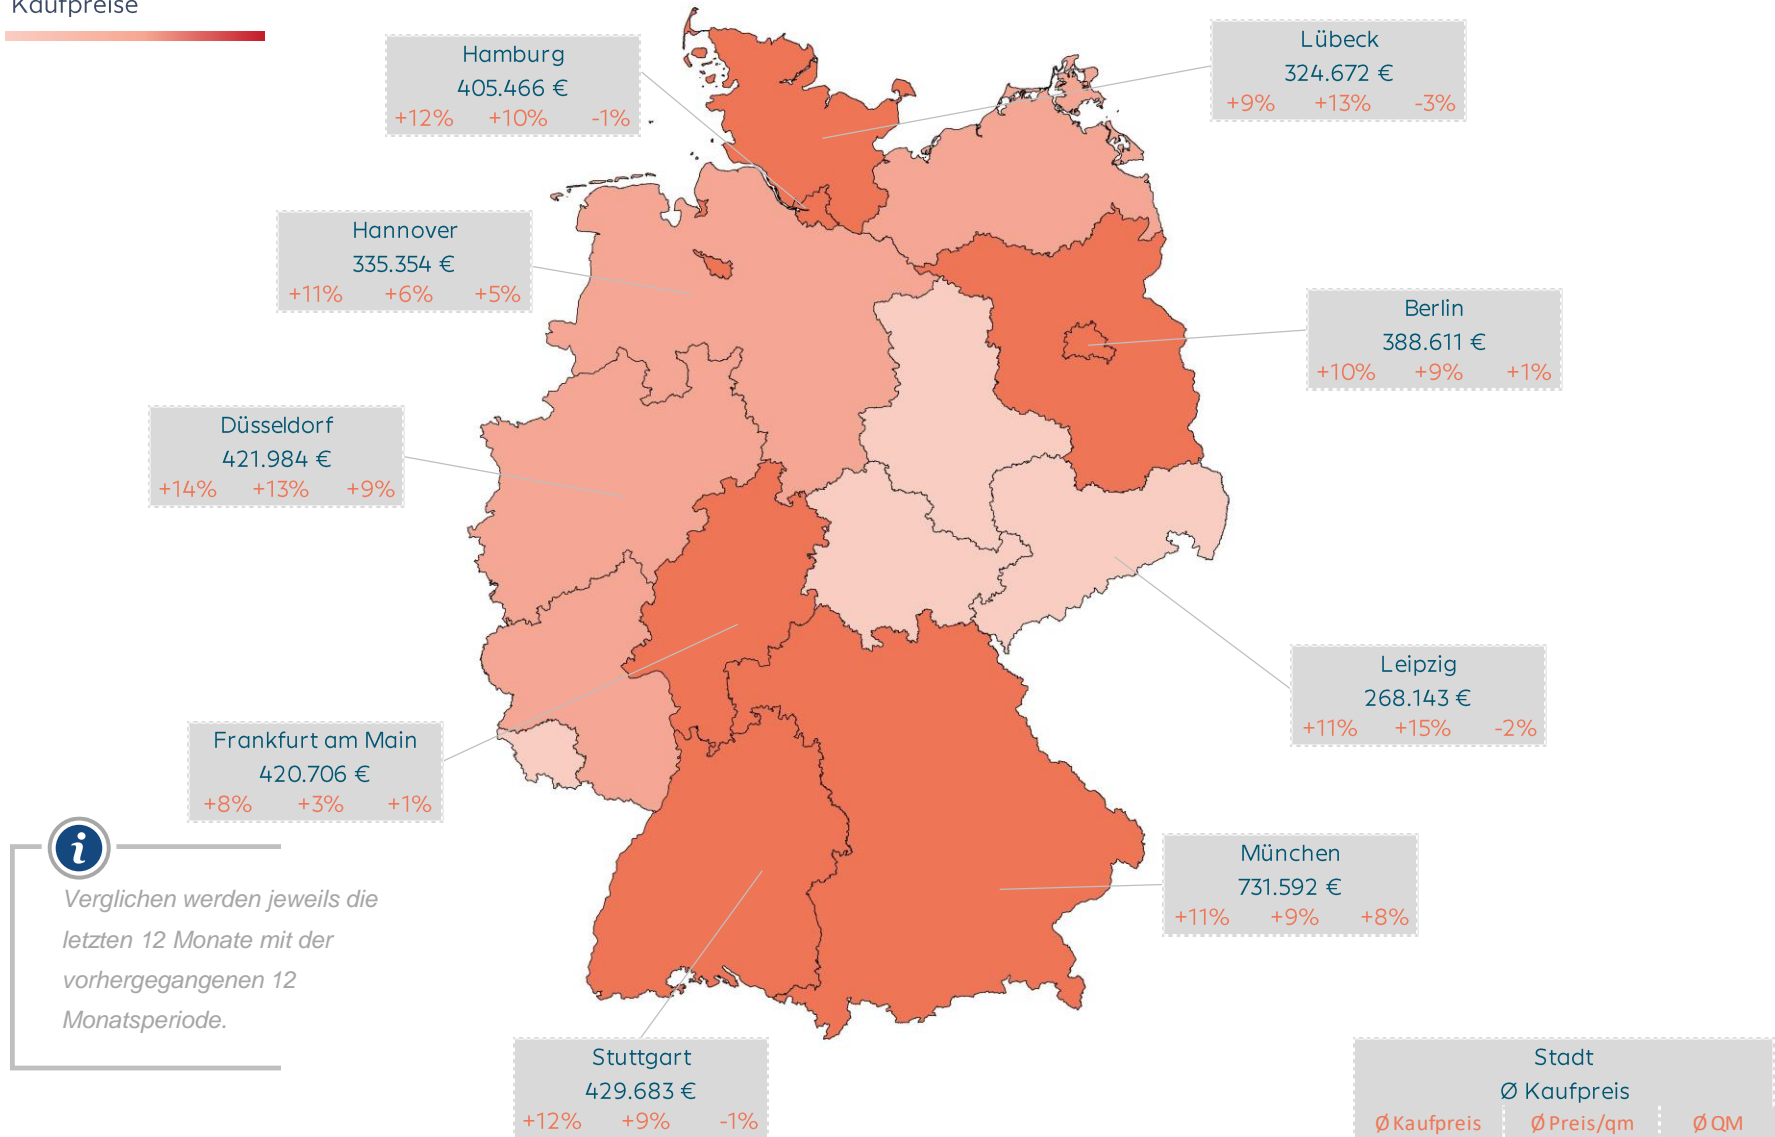 Kaufpreise
Hamburg
405.466 €
+12% +10% -1%
Lübeck
324.672 €
+9% +13% -3%
Hannover
335.354 €
+11% +6% +5%
Berlin
388.611 €
+10% +9% +1%
Düsseldorf
421.984 €
+14% +13% +9%
Leipzig
268.143 €
+11% +15% -2%
Frankfurt am Main
420.706 €
+8% +3% +1%
München
731.592 €
+11% +9% +8%
i
Verglichen werden jeweils die
letzten 12 Monate mit der
vorhergegangenen 12
Monatsperiode.
Stuttgart
429.683 €
+12% +9% -1%
Stadt
Ø Kaufpreis
Ø Kaufpreis Ø Preis/qm Ø QM